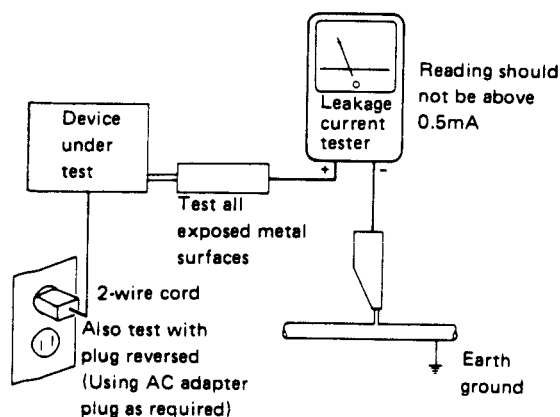 Device
under
test
Leakage
current
tester
+
-
Reading should
not be above
0.5mA
Test all
exposed metal
surfaces
2-wire cord
Also test with
plug reversed
(Using AC adapter
plug as required)
Earth
ground